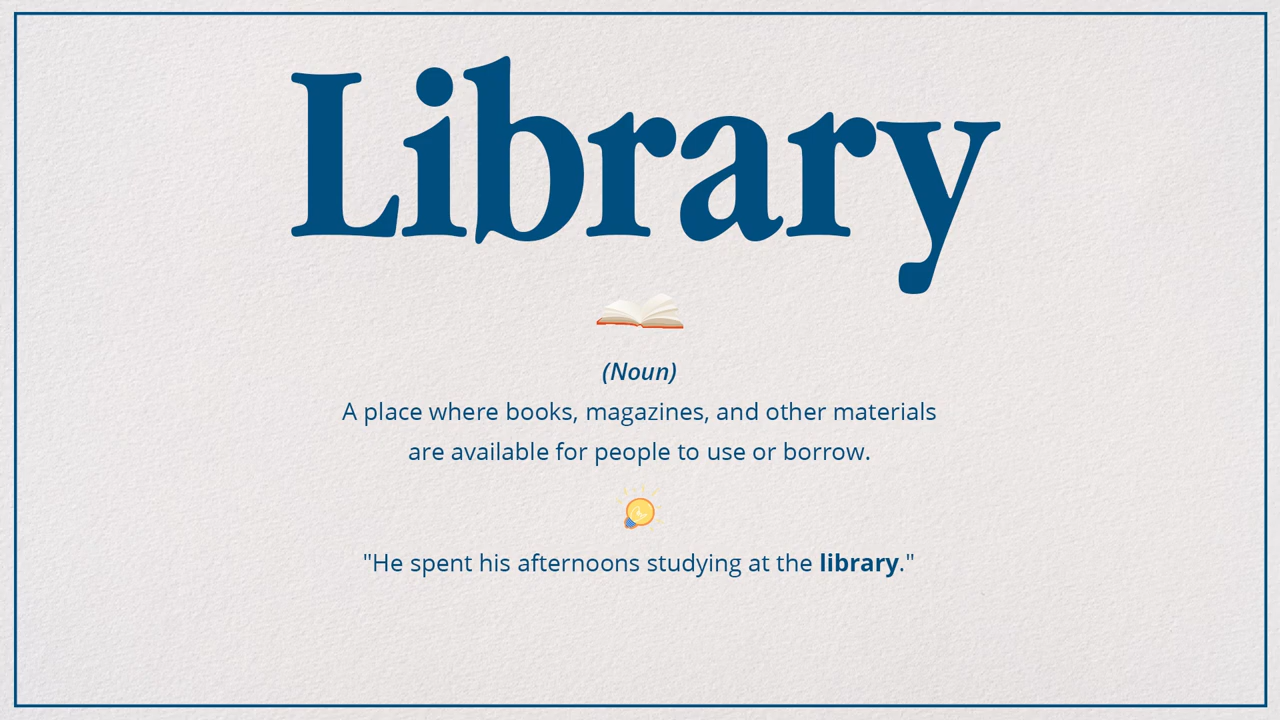 Library
(Noun)
A place where books, magazines, and other materials
are available for people to use or borrow.
"He spent his afternoons studying at the library."